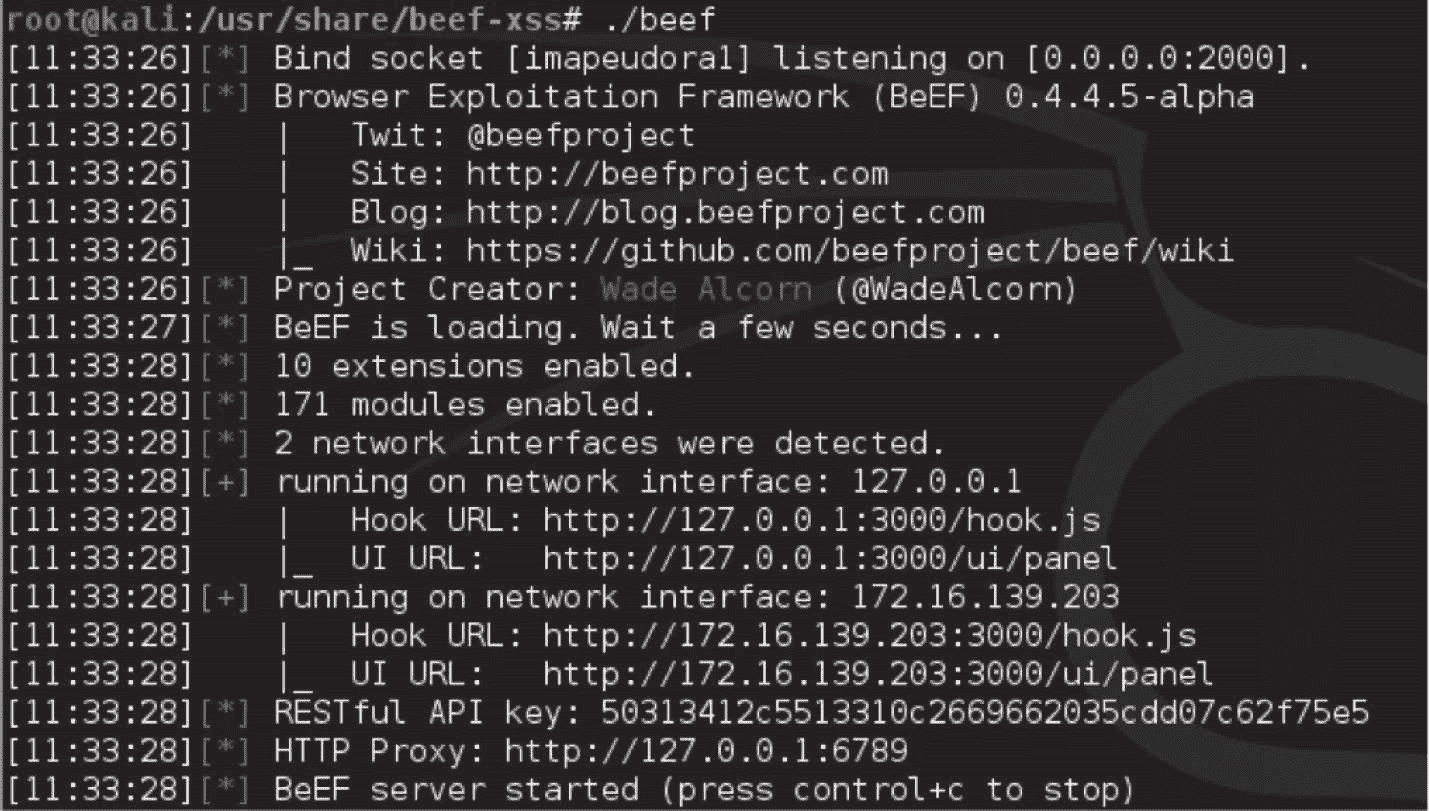 root@kali:/usr/share/beef-xss# ./beef
[11:33:26][*] Bind socket [imapeudora1] listening on [0.0.0.0:2000].
[11:33:26][*] Browser Exploitation Framework (BeEF) 0.4.4.5-alpha
[11:33:26]    |   Twit: @beefproject
[11:33:26]    |   Site: http://beefproject.com
[11:33:26]    |   Blog: http://blog.beefproject.com
[11:33:26]    |_  Wiki: https://github.com/beefproject/beef/wiki
[11:33:26][*] Project Creator: Wade Alcorn (@WadeAlcorn)
[11:33:27][*] BeEF is loading. Wait a few seconds...
[11:33:28][*] 10 extensions enabled.
[11:33:28][*] 171 modules enabled.
[11:33:28][*] 2 network interfaces were detected.
[11:33:28][+] running on network interface: 127.0.0.1
[11:33:28]    |   Hook URL: http://127.0.0.1:3000/hook.js
[11:33:28]    |_  UI URL:   http://127.0.0.1:3000/ui/panel
[11:33:28][+] running on network interface: 172.16.139.203
[11:33:28]    |   Hook URL: http://172.16.139.203:3000/hook.js
[11:33:28]    |_  UI URL:   http://172.16.139.203:3000/ui/panel
[11:33:28][*] RESTful API key: 50313412c5513310c2669662035cdd07c62f75e5
[11:33:28][*] HTTP Proxy: http://127.0.0.1:6789
[11:33:28][*] BeEF server started (press control+c to stop)